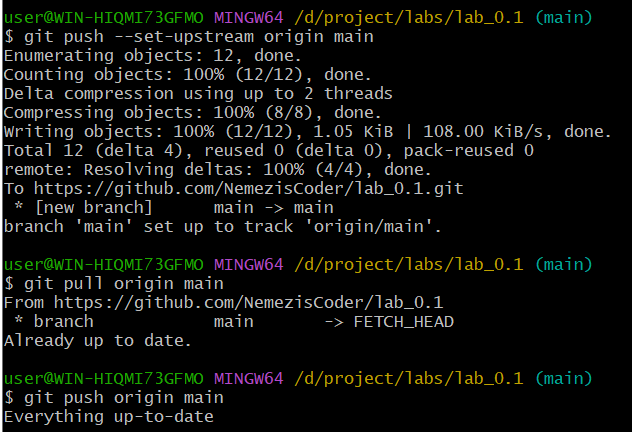 user@WIN-HIQMI73GFMO MINGW64 /d/project/labs/lab_0.1 (main)
$ git push --set-upstream origin main
Enumerating objects: 12, done.
Counting objects: 100% (12/12), done.
Delta compression using up to 2 threads
Compressing objects: 100% (8/8), done.
Writing objects: 100% (12/12), 1.05 KiB | 108.00 KiB/s, done.
Total 12 (delta 4), reused 0 (delta 0), pack-reused 0
remote: Resolving deltas: 100% (4/4), done.
To https://github.com/NemezisCoder/lab_0.1.git
 * [new branch]      main -> main
branch 'main' set up to track 'origin/main'.

user@WIN-HIQMI73GFMO MINGW64 /d/project/labs/lab_0.1 (main)
$ git pull origin main
From https://github.com/NemezisCoder/lab_0.1
 * branch            main       -> FETCH_HEAD
Already up to date.

user@WIN-HIQMI73GFMO MINGW64 /d/project/labs/lab_0.1 (main)
$ git push origin main
Everything up-to-date